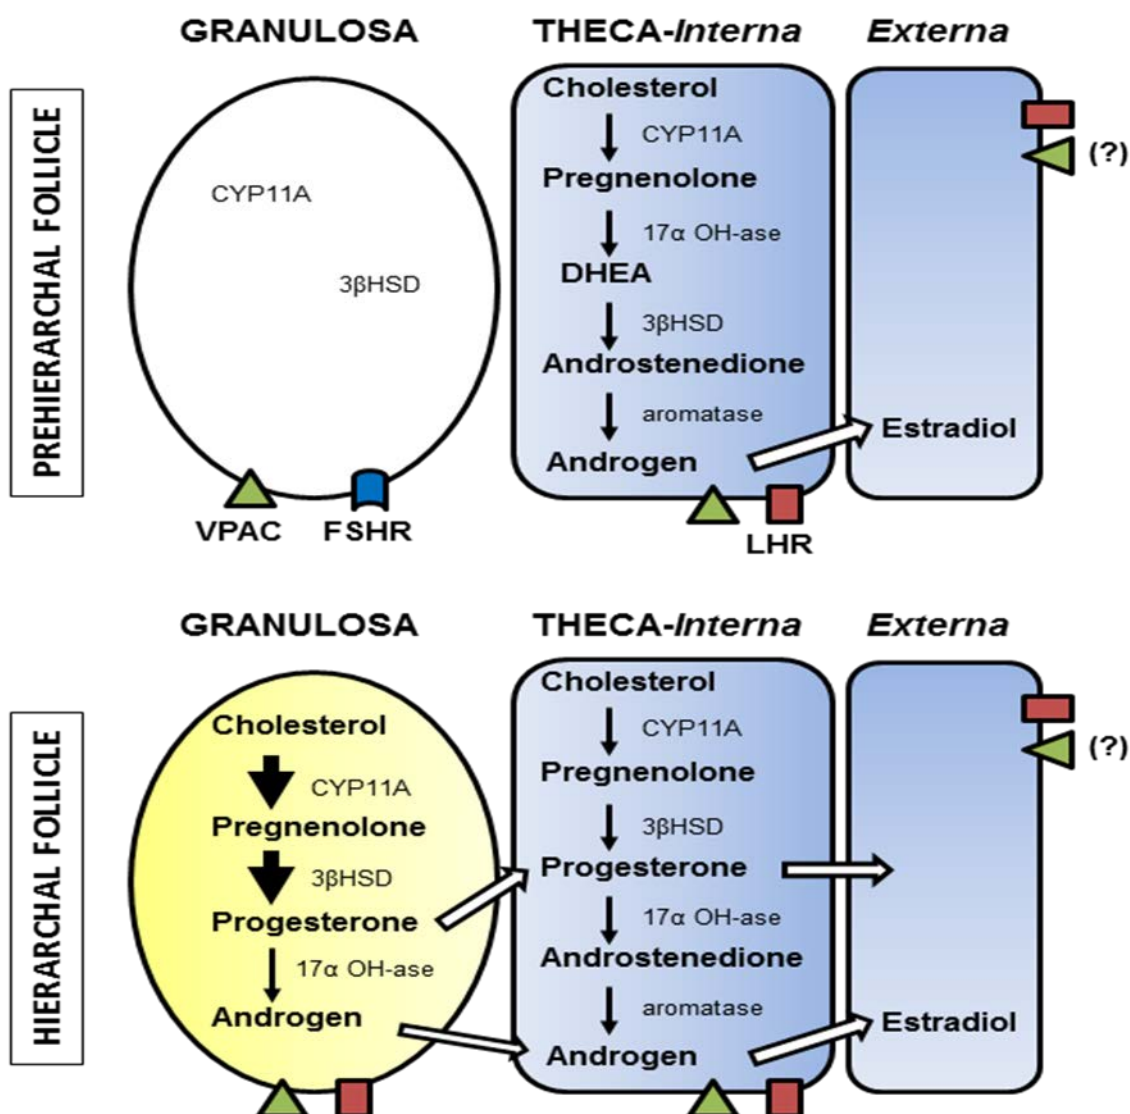 GRANULOSA THECA-Interna Externa
PREHIERARCHAL FOLLICLE
CYP11A
3βHSD
VPAC FSHR
Cholesterol
CYP11A
Pregnenolone
17α OH-ase
DHEA
3βHSD
Androstenedione
aromatase
Androgen
LHR
Estradiol
(?)
GRANULOSA THECA-Interna Externa
HIERARCHAL FOLLICLE
Cholesterol
CYP11A
Pregnenolone
3βHSD
Progesterone
17α OH-ase
Androgen
Cholesterol
CYP11A
Pregnenolone
3βHSD
Progesterone
17α OH-ase
Androstenedione
aromatase
Androgen
Estradiol
(?)